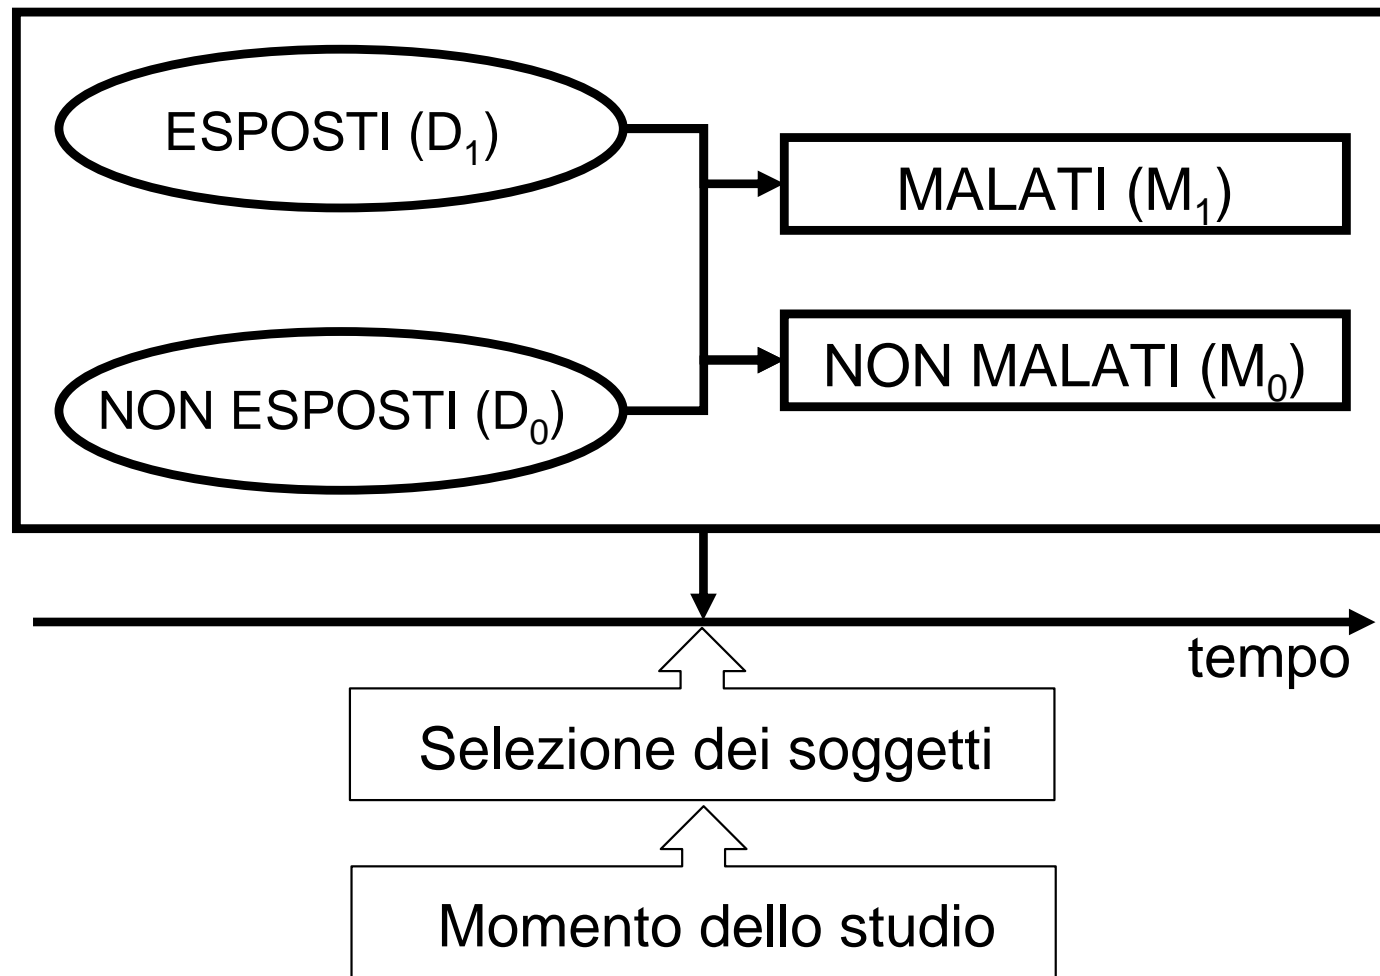 ESPOSTI (D₁)
MALATI (M₁)
NON MALATI (M₀)
NON ESPOSTI (D₀)
tempo
Selezione dei soggetti
Momento dello studio